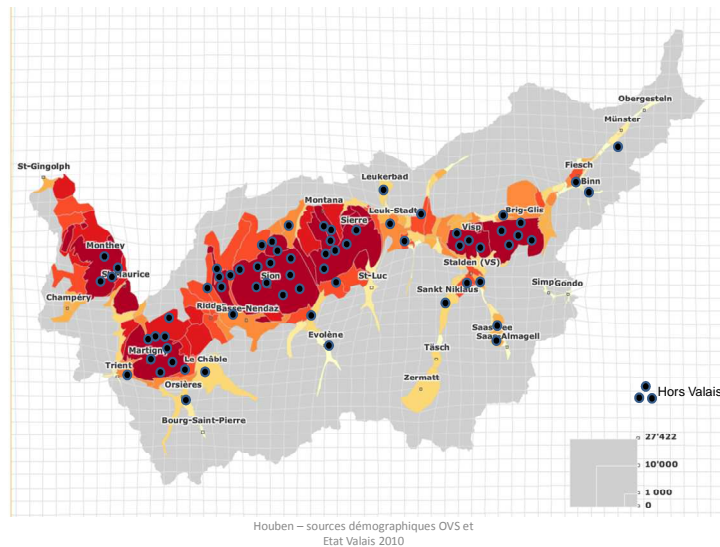 Obergesteln
Münster
St-Gingolph
Fiesch
Leukerbad
Binn
Montana
Leuk-Stadt
Brig-Glis
Sierre
Visp
Monthey
Stalden (VS)
St-Maurice
Sion
St-Luc
Sankt Niklaus
Simp Gondo
Champéry
Ridd
Basse-Nendaz
Saas-Fee
Evolène
Saas-Almagell
Martigny
Le Châble
Täsch
Trient
Orsières
Zermatt
Hors Valais
Bourg-Saint-Pierre
27'422
10'000
1 000
0
Houben – sources démographiques OVS et
Etat Valais 2010